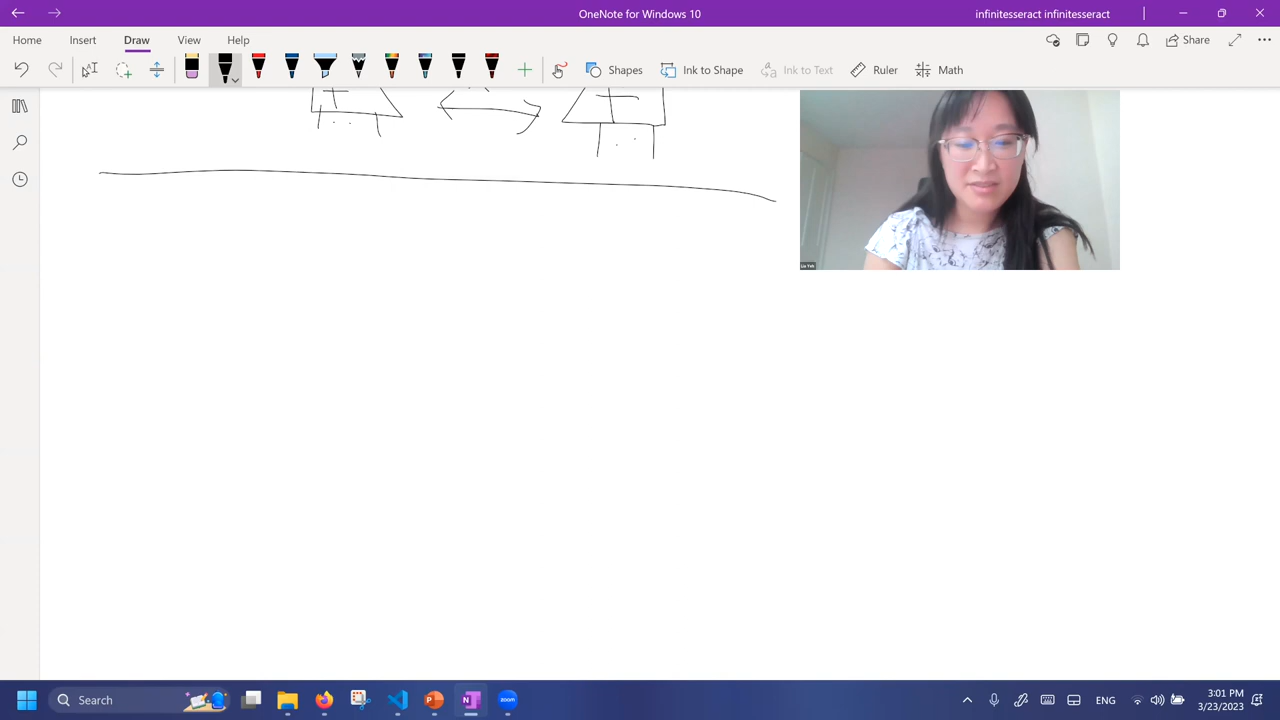 OneNote for Windows 10
infinitesseract infinitesseract
Home Insert Draw View Help
Share
Shapes Ink to Shape Ink to Text Ruler Math
Search
zoom
ENG
3:01 PM
3/23/2023